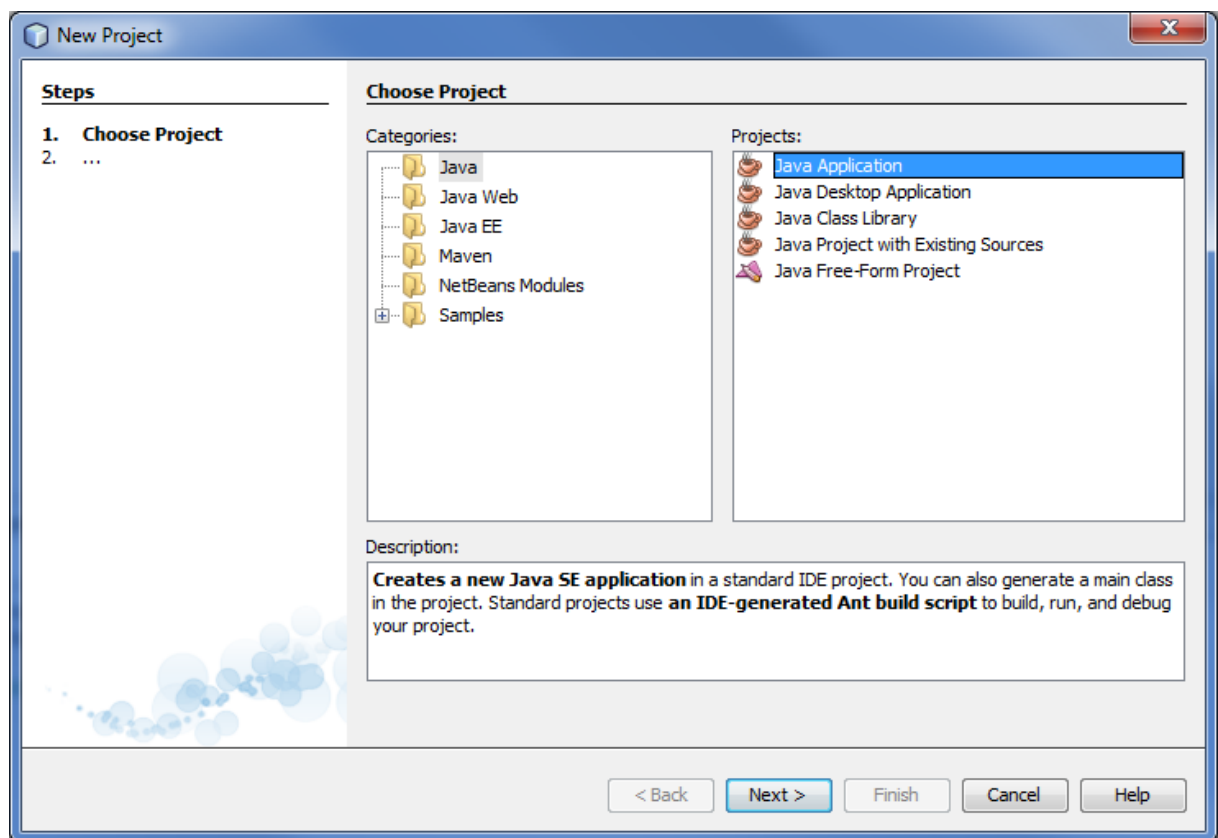 New Project
X
Steps
1. Choose Project
2. ...
Choose Project
Categories:
Java
Java Web
Java EE
Maven
NetBeans Modules
Samples
Projects:
Java Application
Java Desktop Application
Java Class Library
Java Project with Existing Sources
Java Free-Form Project
Description:
Creates a new Java SE application in a standard IDE project. You can also generate a main class
in the project. Standard projects use an IDE-generated Ant build script to build, run, and debug
your project.
< Back Next > Finish Cancel Help